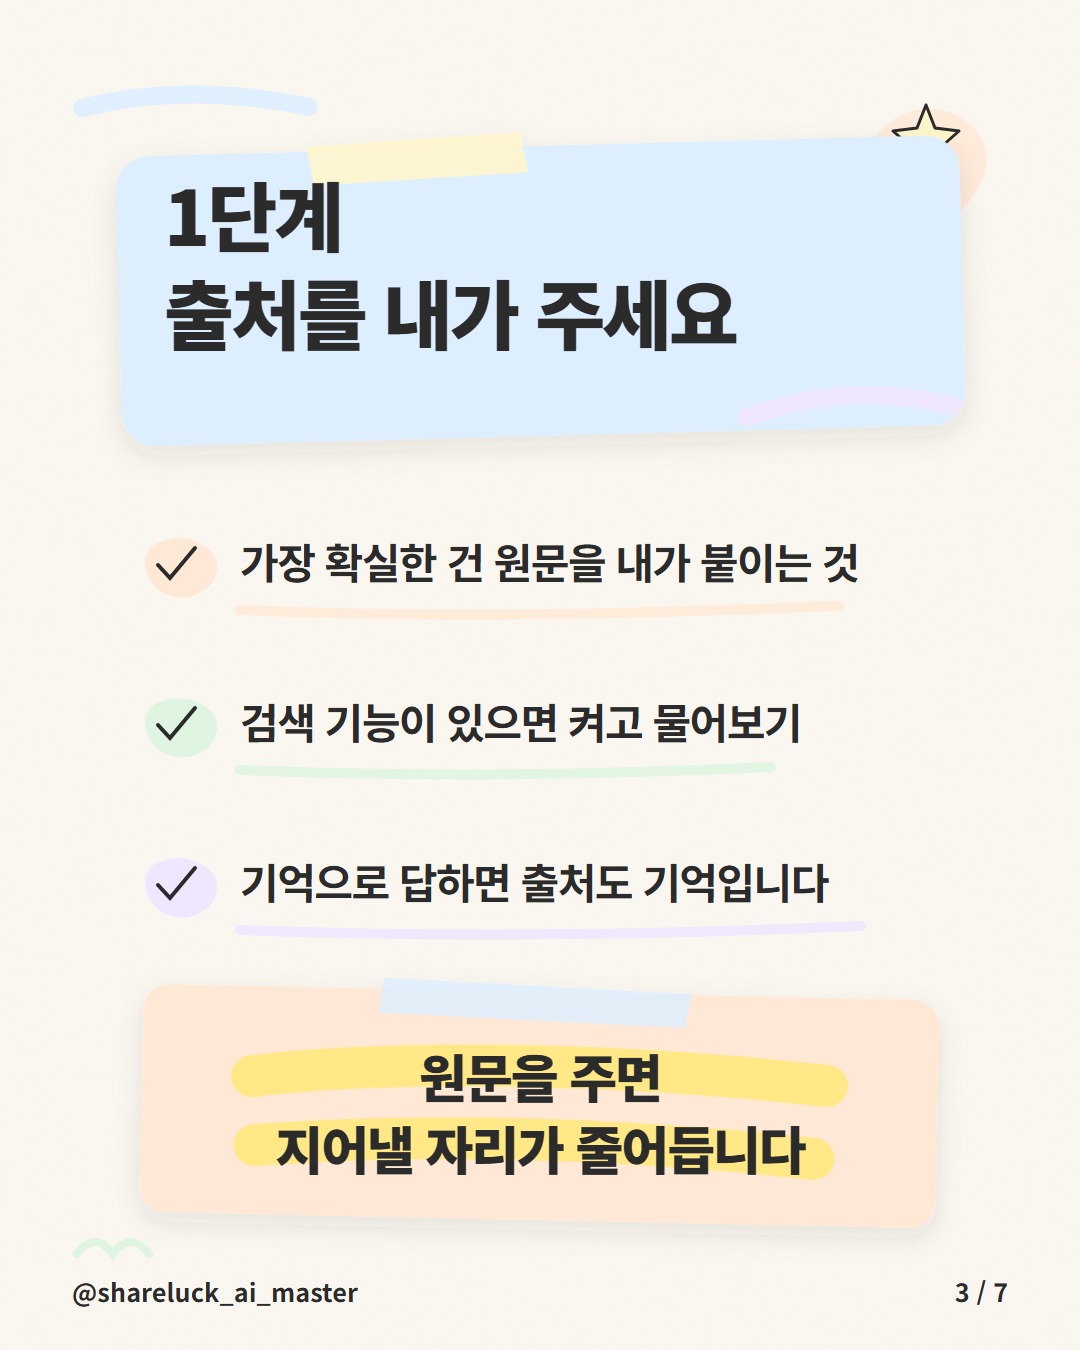 1단계
출처를 내가 주세요
가장 확실한 건 원문을 내가 붙이는 것
검색 기능이 있으면 켜고 물어보기
기억으로 답하면 출처도 기억입니다
원문을 주면
지어낼 자리가 줄어듭니다
@shareluck_ai_master
3 / 7